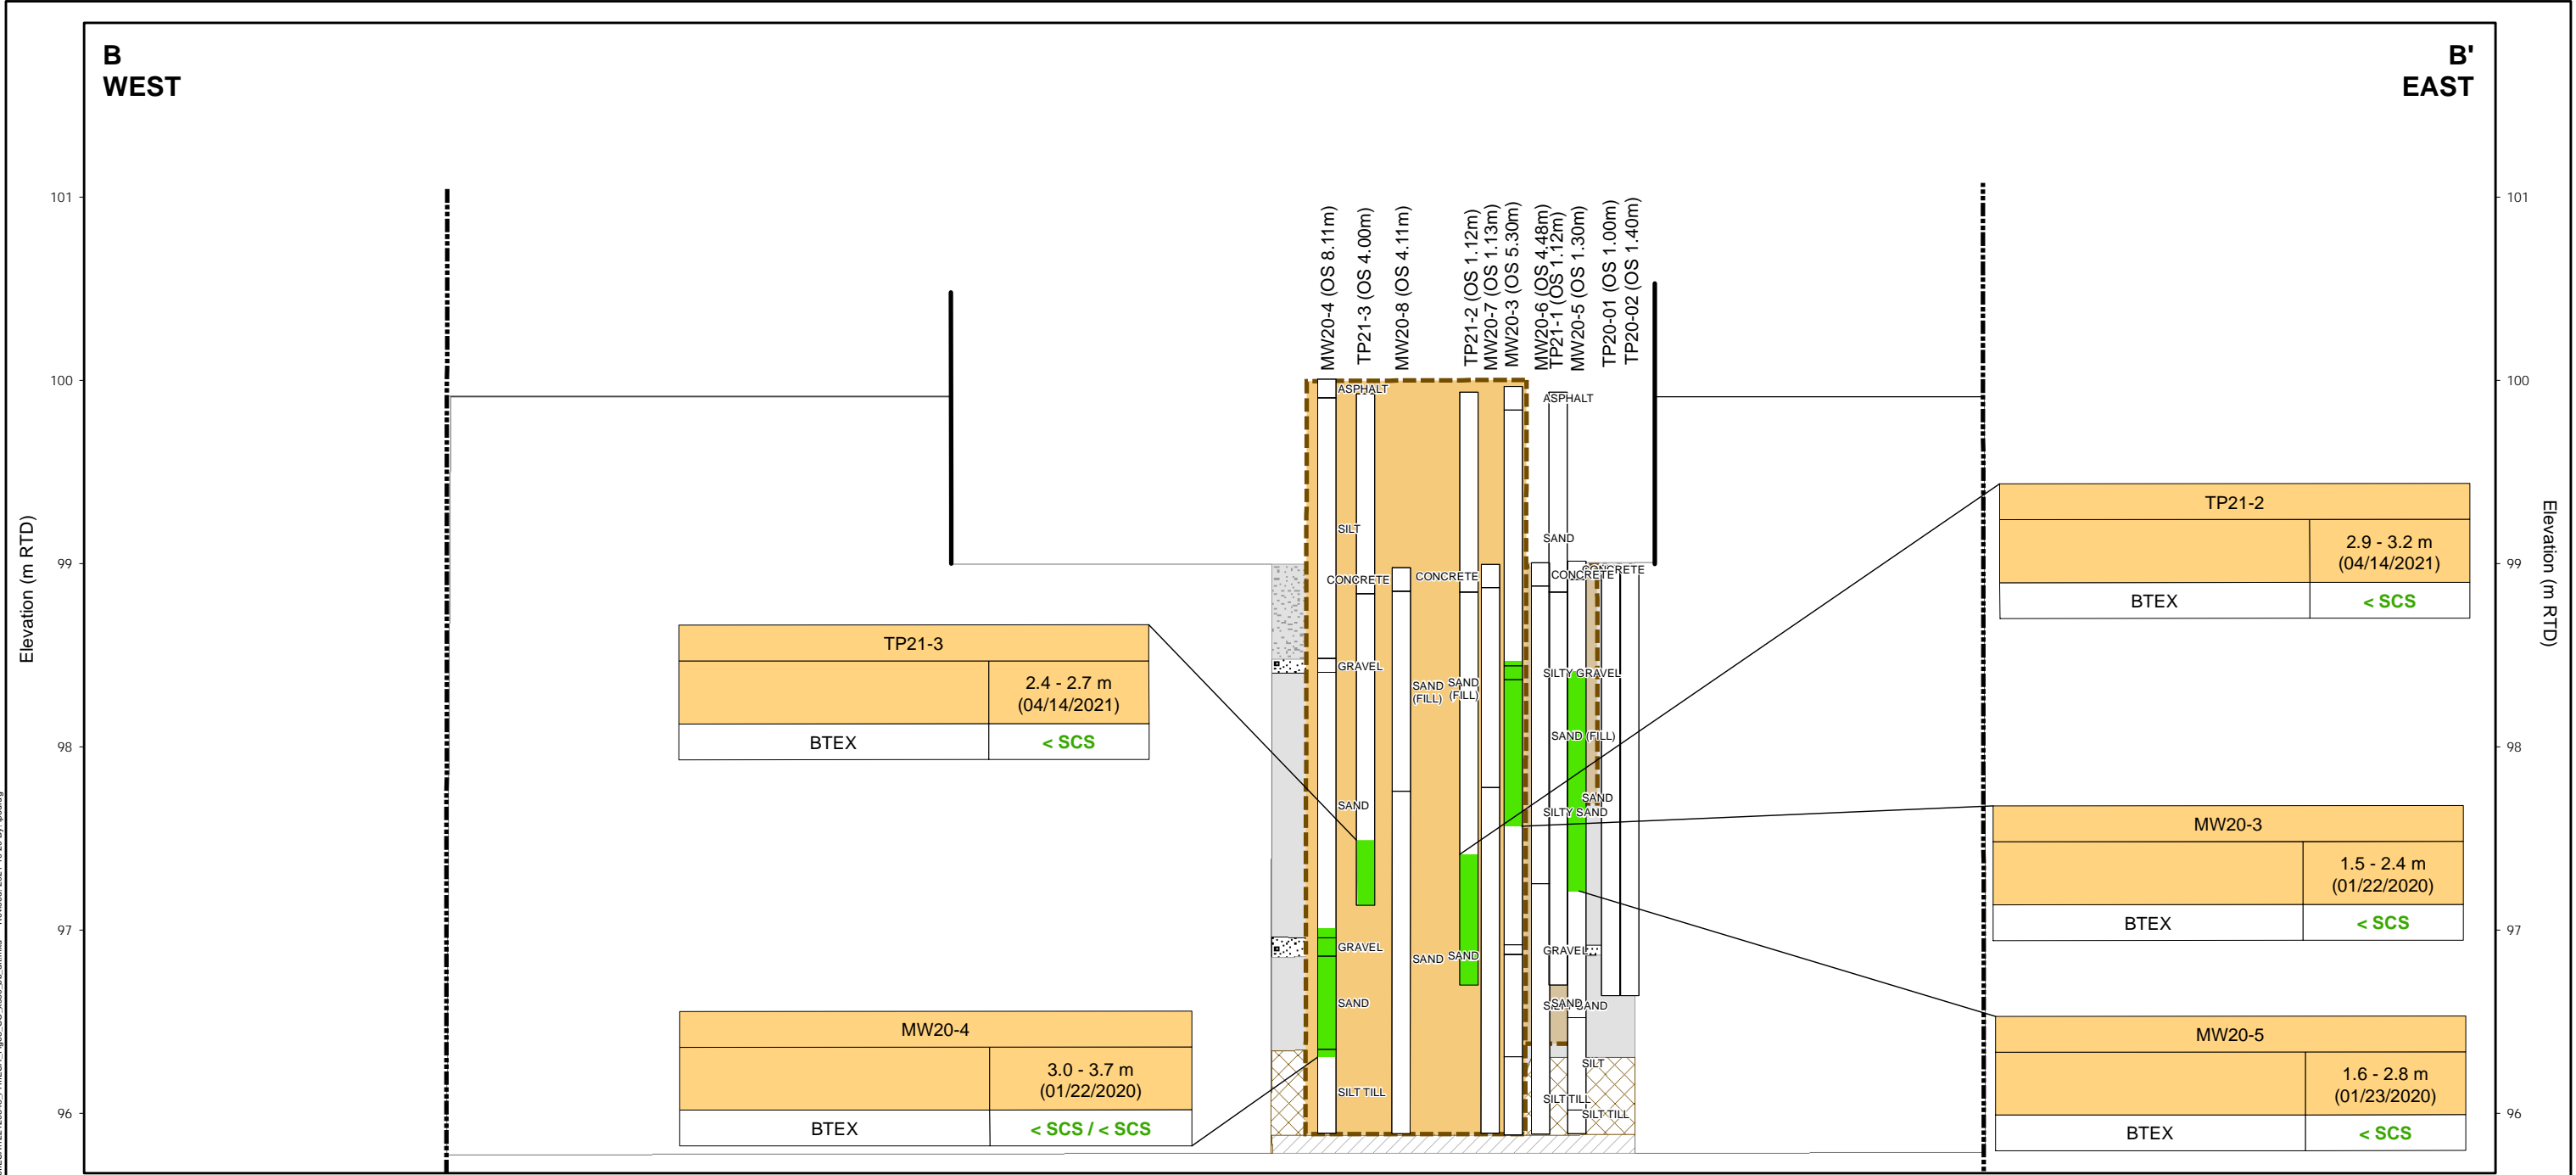 B
WEST
B'
EAST
101
100
99
98
97
96
Elevation (m RTD)
101
100
99
98
97
96
Elevation (m RTD)
MW20-4 (OS 8.11m)
TP21-3 (OS 4.00m)
MW20-8 (OS 4.11m)
TP21-2 (OS 1.12m)
MW20-7 (OS 1.13m)
MW20-3 (OS 5.30m)
MW20-6 (OS 4.48m)
TP21-1 (OS 1.12m)
MW20-5 (OS 1.30m)
TP20-01 (OS 1.00m)
TP20-02 (OS 1.40m)
ASPHALT
SILT
CONCRETE
GRAVEL
SAND
GRAVEL
SAND
SILT TILL
SAND
(FILL)
SAND
CONCRETE
SAND
(FILL)
SAND
ASPHALT
SAND
CONCRETE
CONCRETE
SILTY GRAVEL
SAND (FILL)
SAND
SILTY SAND
GRAVEL
SAND
SILTY SAND
SILT
SILT TILL
SILT TILL
TP21-3
2.4 - 2.7 m
(04/14/2021)
BTEX < SCS
MW20-4
3.0 - 3.7 m
(01/22/2020)
BTEX < SCS / < SCS
TP21-2
2.9 - 3.2 m
(04/14/2021)
BTEX < SCS
MW20-3
1.5 - 2.4 m
(01/22/2020)
BTEX < SCS
MW20-5
1.6 - 2.8 m
(01/23/2020)
BTEX < SCS